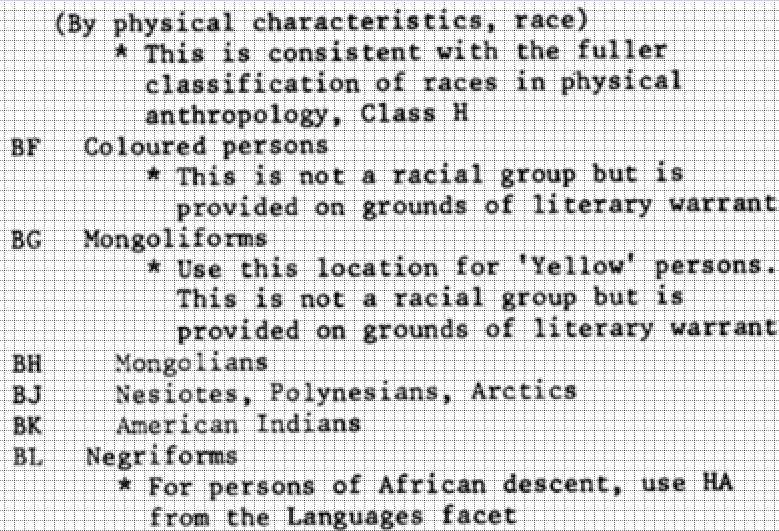 (By physical characteristics, race)
* This is consistent with the fuller
classification of races in physical
anthropology, Class H
BF Coloured persons
* This is not a racial group but is
provided on grounds of literary warrant
BG Mongoliforms
* Use this location for 'Yellow' persons.
This is not a racial group but is
provided on grounds of literary warrant
BH Mongolians
BJ Nesiotes, Polynesians, Arctics
BK American Indians
BL Negriforms
* For persons of African descent, use HA
from the Languages facet